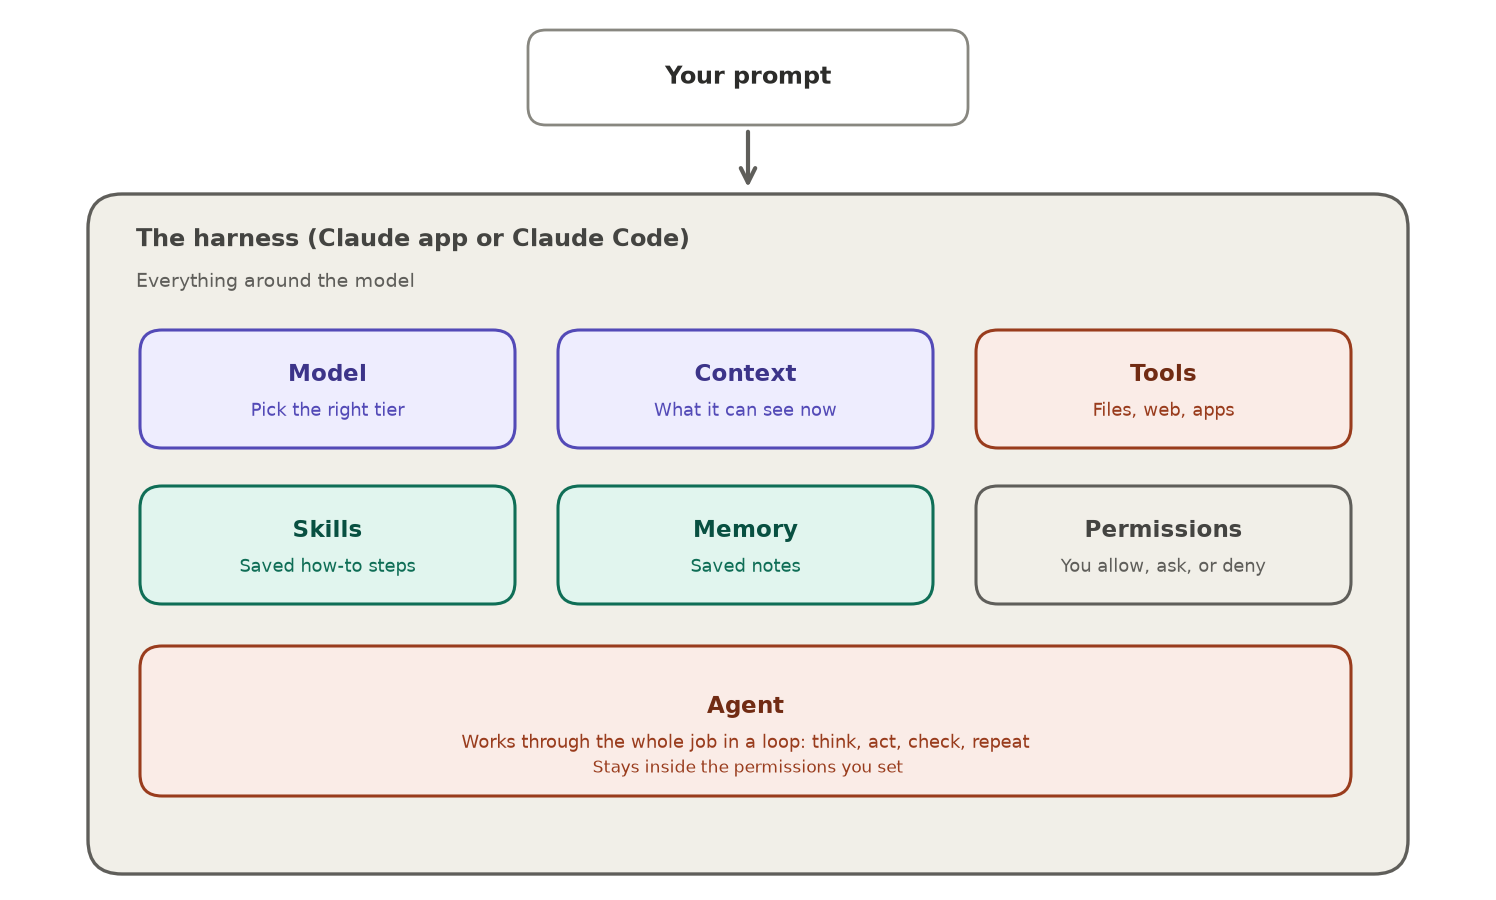 Your prompt
The harness (Claude app or Claude Code)
Everything around the model
Model
Pick the right tier
Context
What it can see now
Tools
Files, web, apps
Skills
Saved how-to steps
Memory
Saved notes
Permissions
You allow, ask, or deny
Agent
Works through the whole job in a loop: think, act, check, repeat
Stays inside the permissions you set